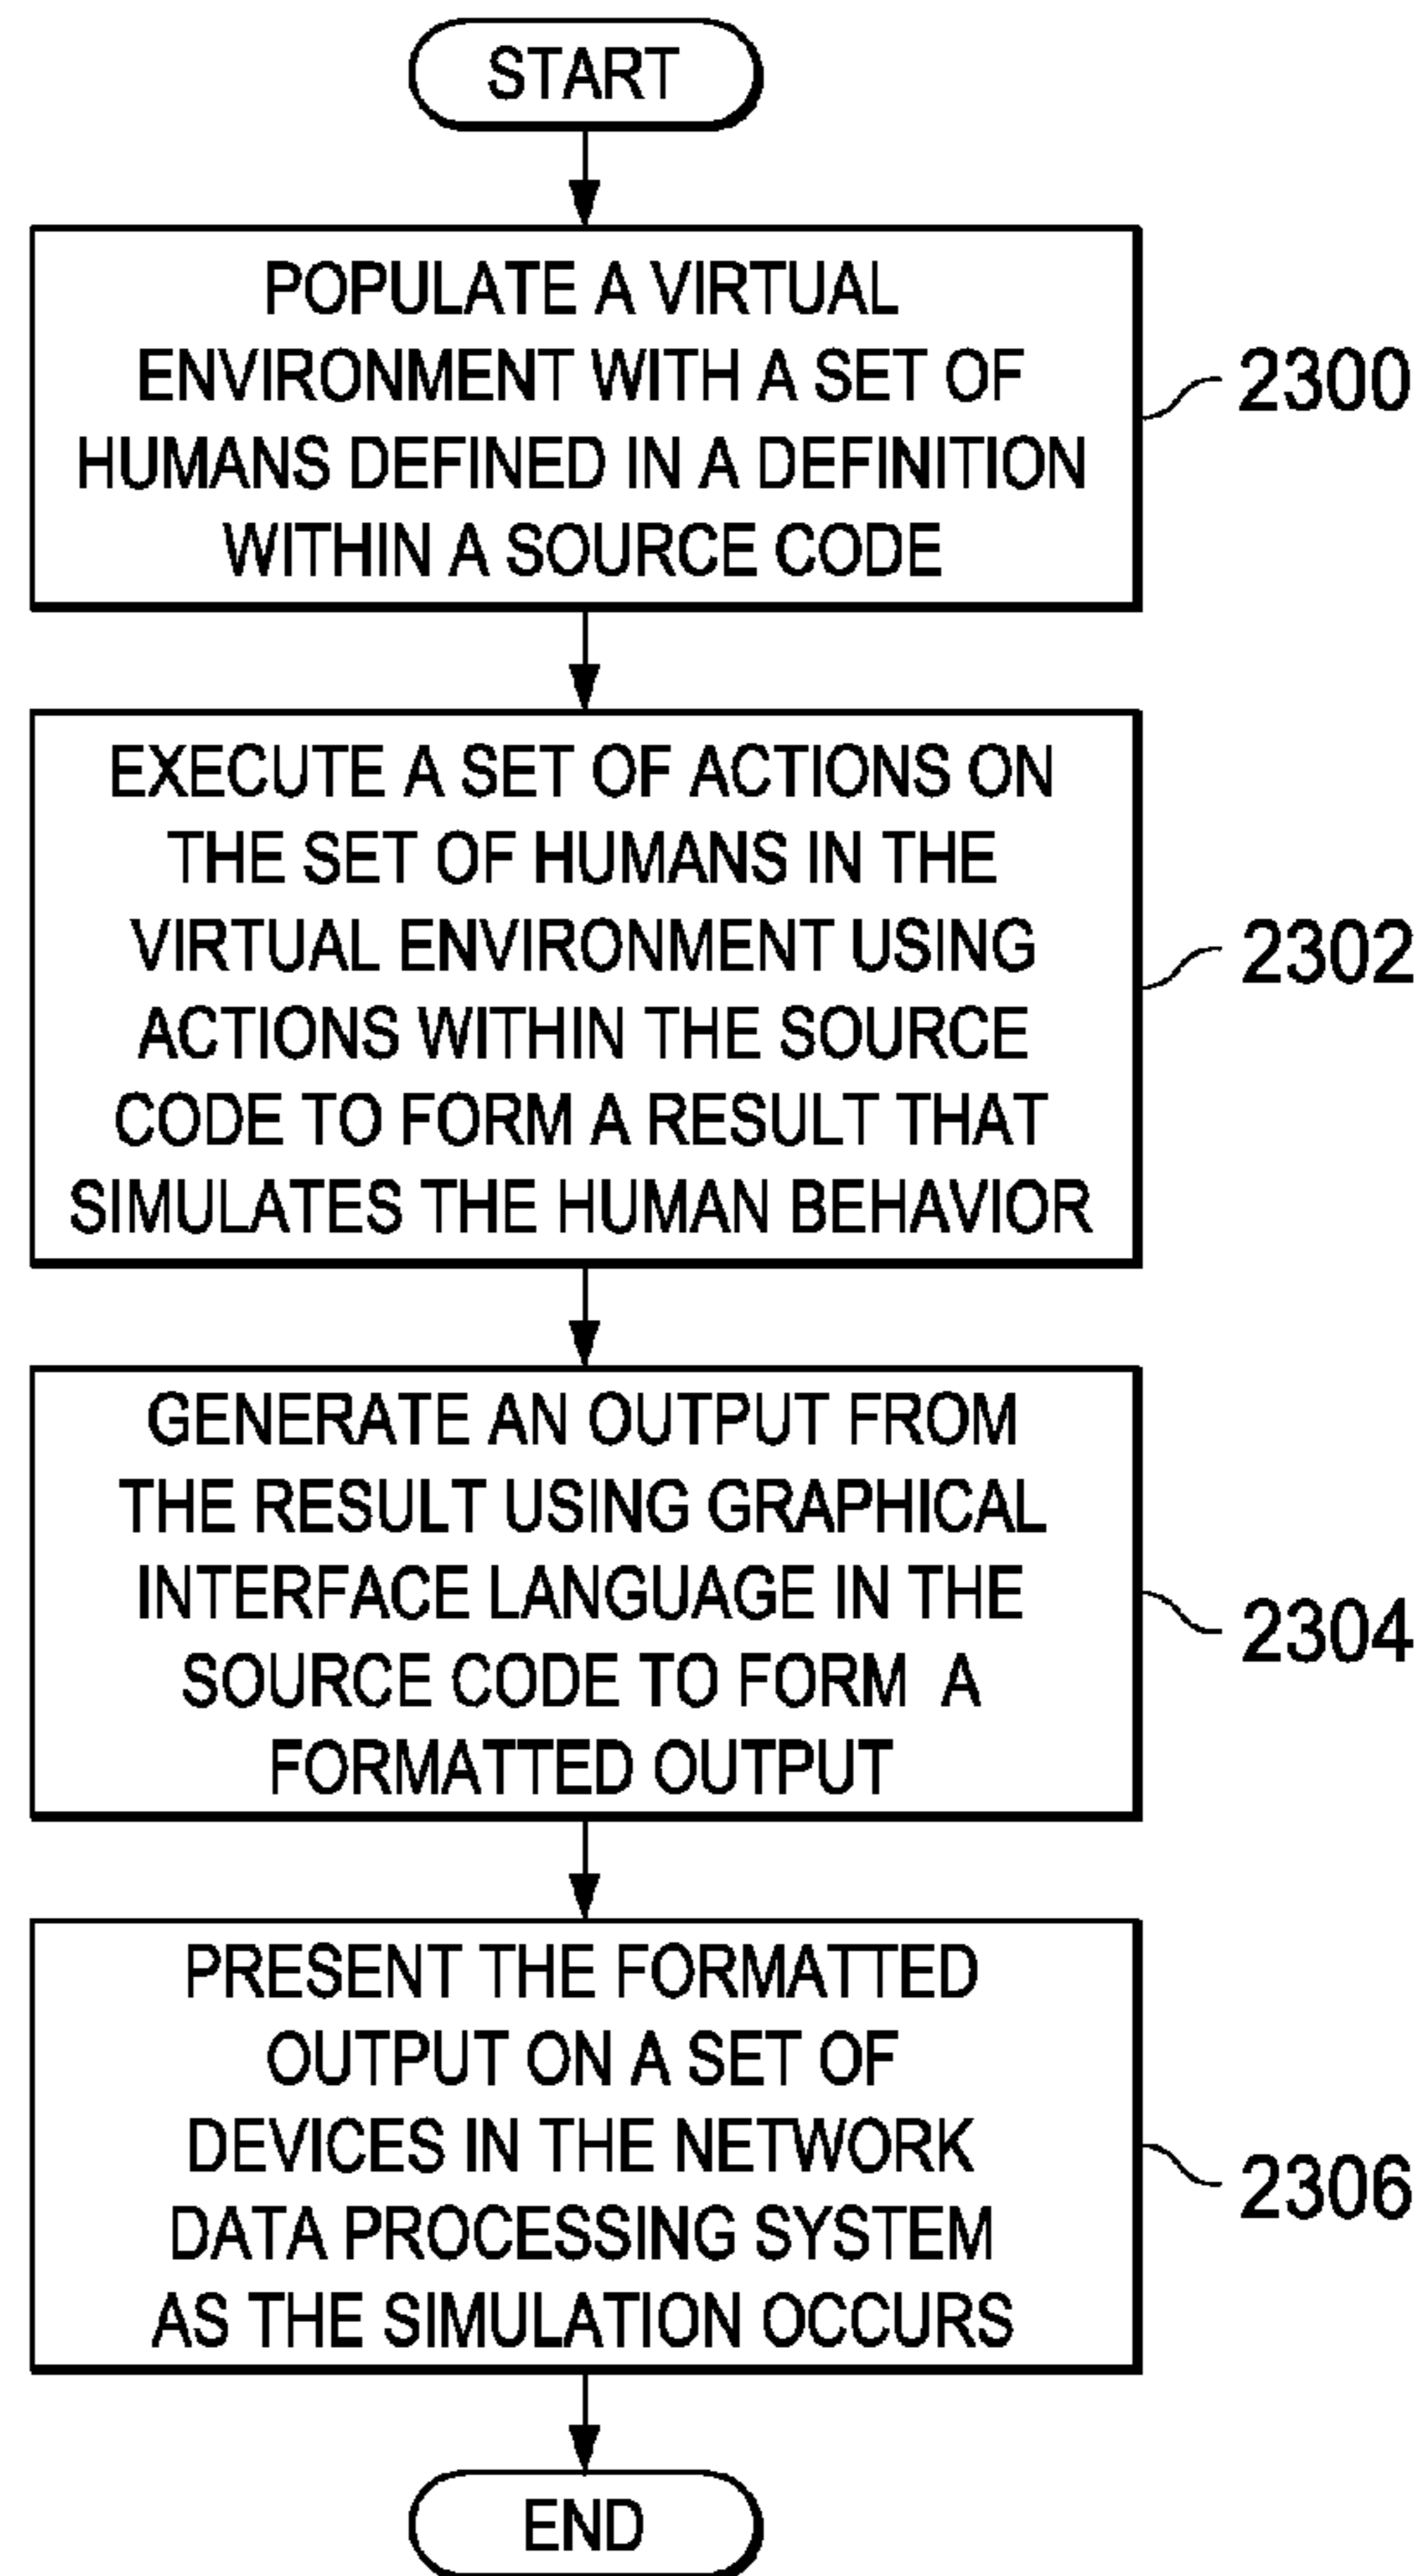 START
POPULATE A VIRTUAL
ENVIRONMENT WITH A SET OF
HUMANS DEFINED IN A DEFINITION
WITHIN A SOURCE CODE
2300
EXECUTE A SET OF ACTIONS ON
THE SET OF HUMANS IN THE
VIRTUAL ENVIRONMENT USING
ACTIONS WITHIN THE SOURCE
CODE TO FORM A RESULT THAT
SIMULATES THE HUMAN BEHAVIOR
2302
GENERATE AN OUTPUT FROM
THE RESULT USING GRAPHICAL
INTERFACE LANGUAGE IN THE
SOURCE CODE TO FORM A
FORMATTED OUTPUT
2304
PRESENT THE FORMATTED
OUTPUT ON A SET OF
DEVICES IN THE NETWORK
DATA PROCESSING SYSTEM
AS THE SIMULATION OCCURS
2306
END